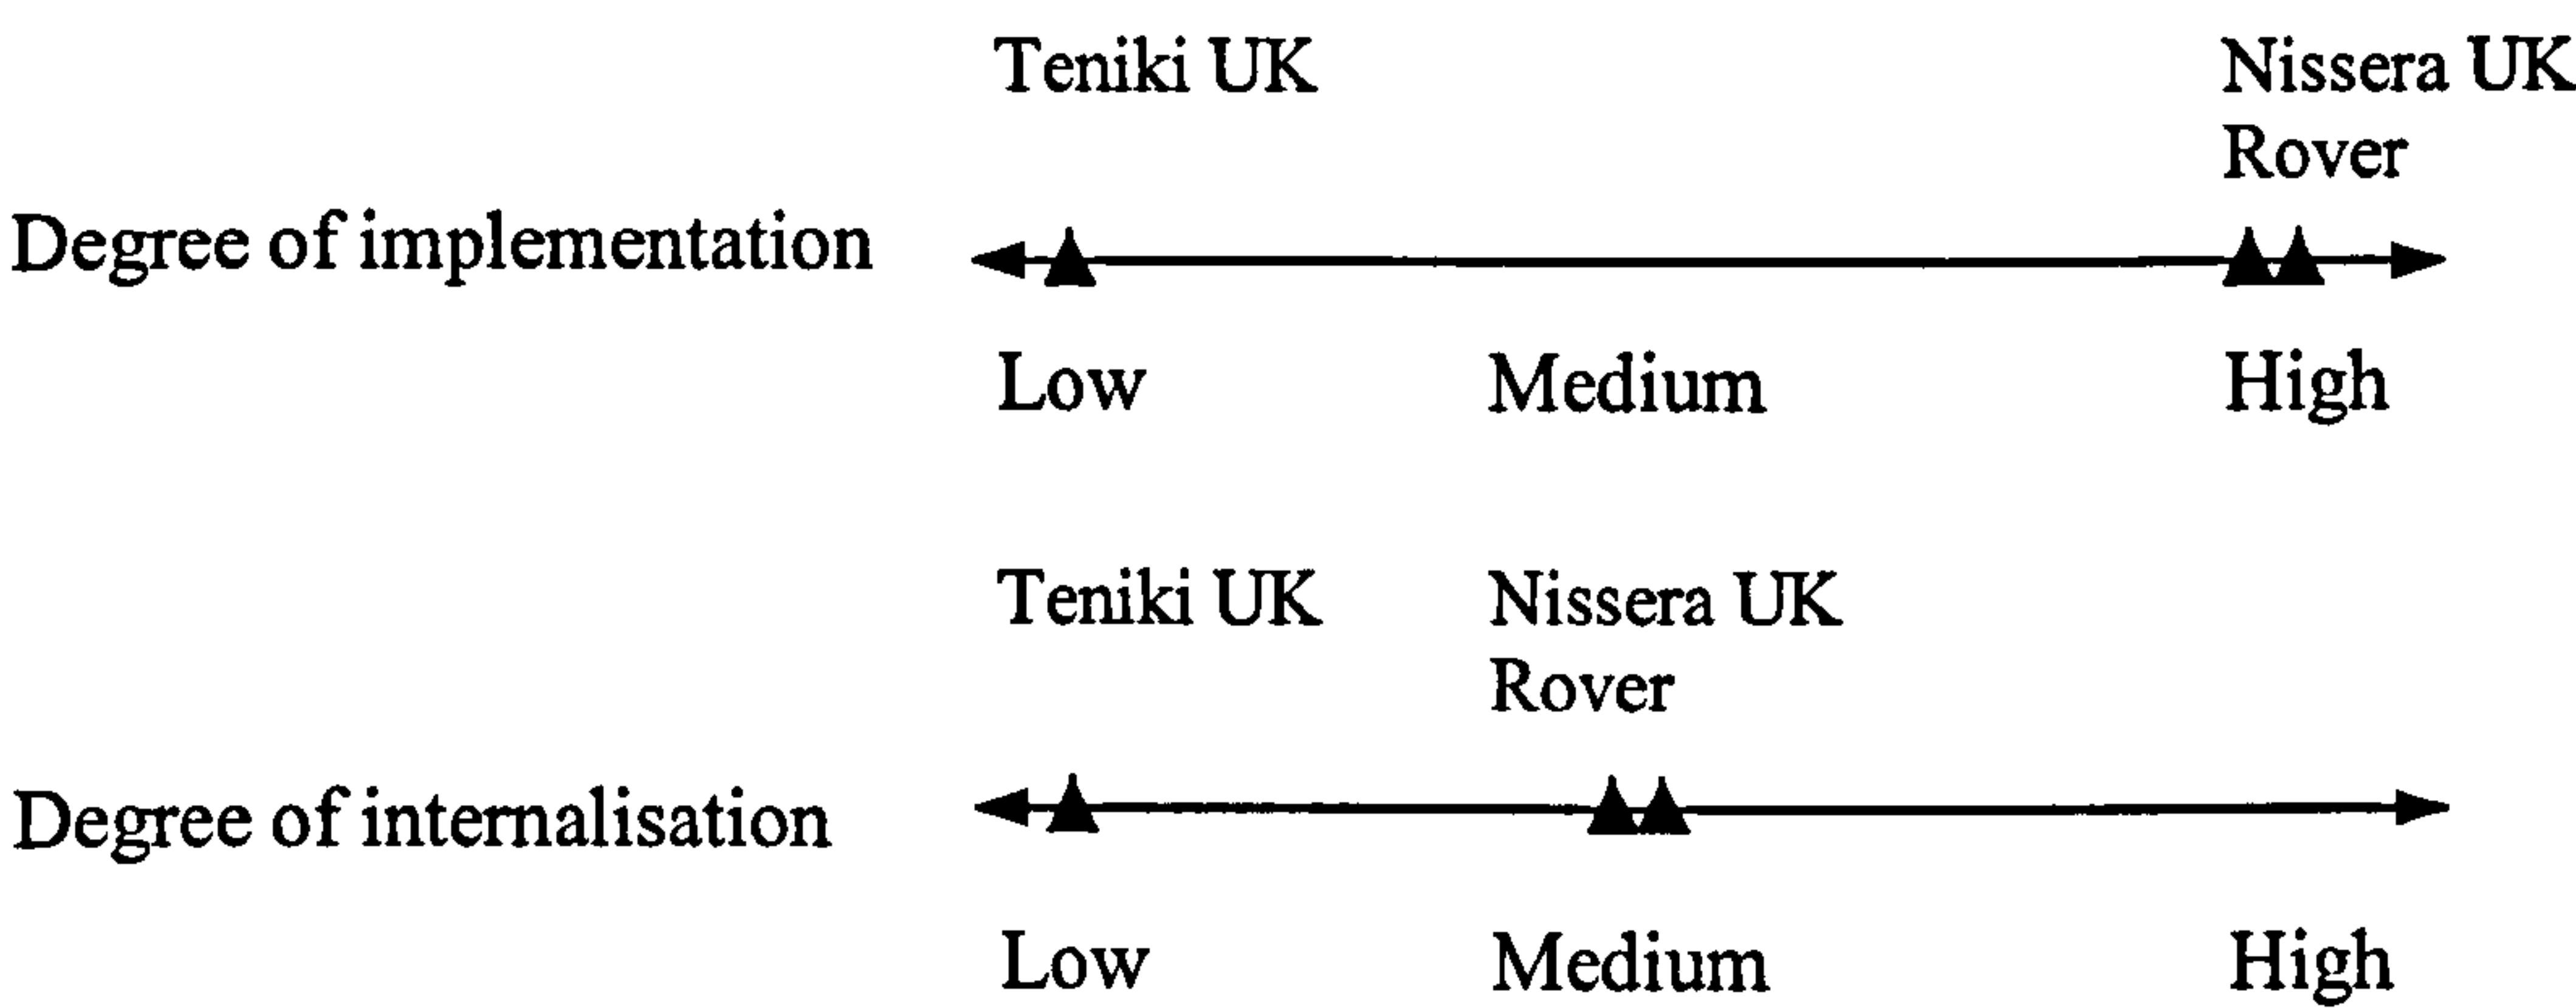 Teniki UK Nissera UK
Rover
Degree of implementation
Low Medium High
Teniki UK Nissera UK
Rover
Degree of internalisation
Low Medium High